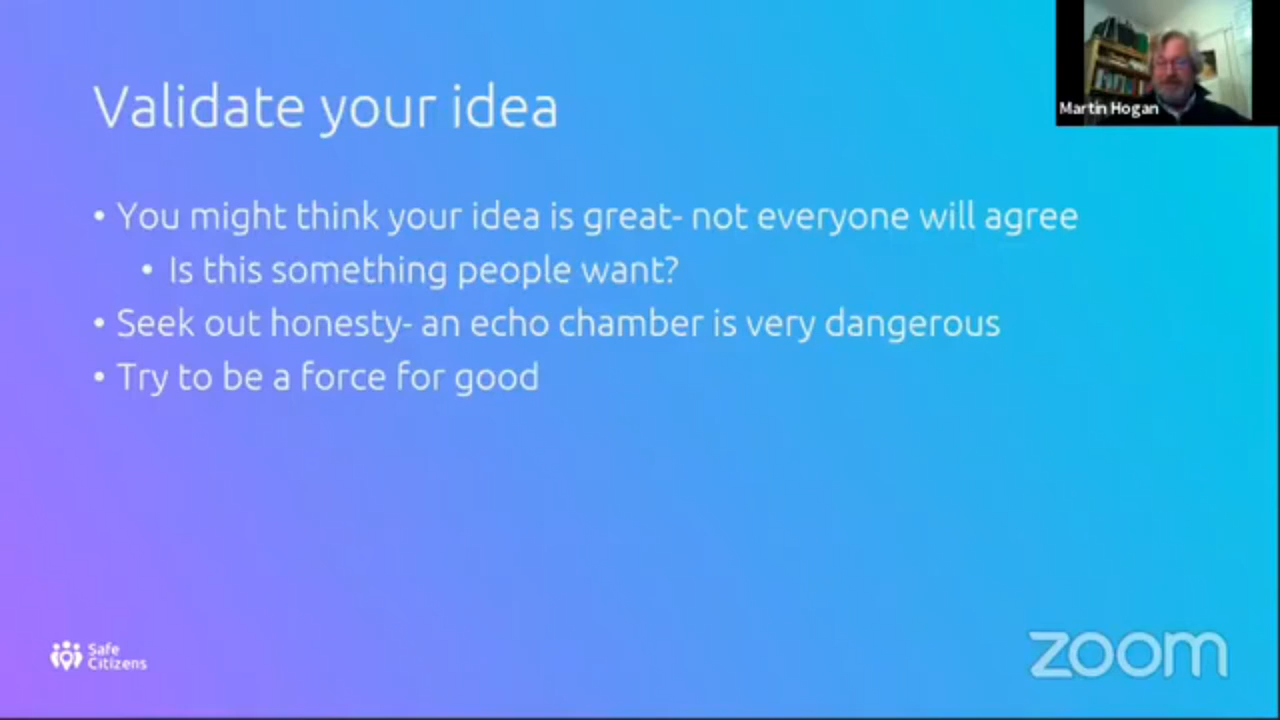 Validate your idea
Martin Hogan
• You might think your idea is great- not everyone will agree
• Is this something people want?
• Seek out honesty- an echo chamber is very dangerous
• Try to be a force for good
Safe
Citizens
zoom